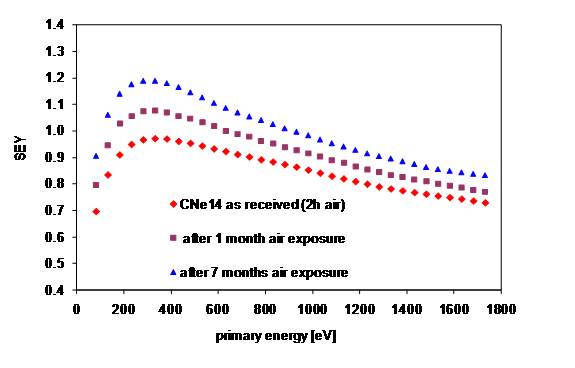 1.4
1.3
1.2
1.1
1.0
0.9
0.8
0.7
0.6
0.5
0.4
SEY
CNe14 as received (2h air)
after 1 month air exposure
after 7 months air exposure
0 200 400 600 800 1000 1200 1400 1600 1800
primary energy [eV]